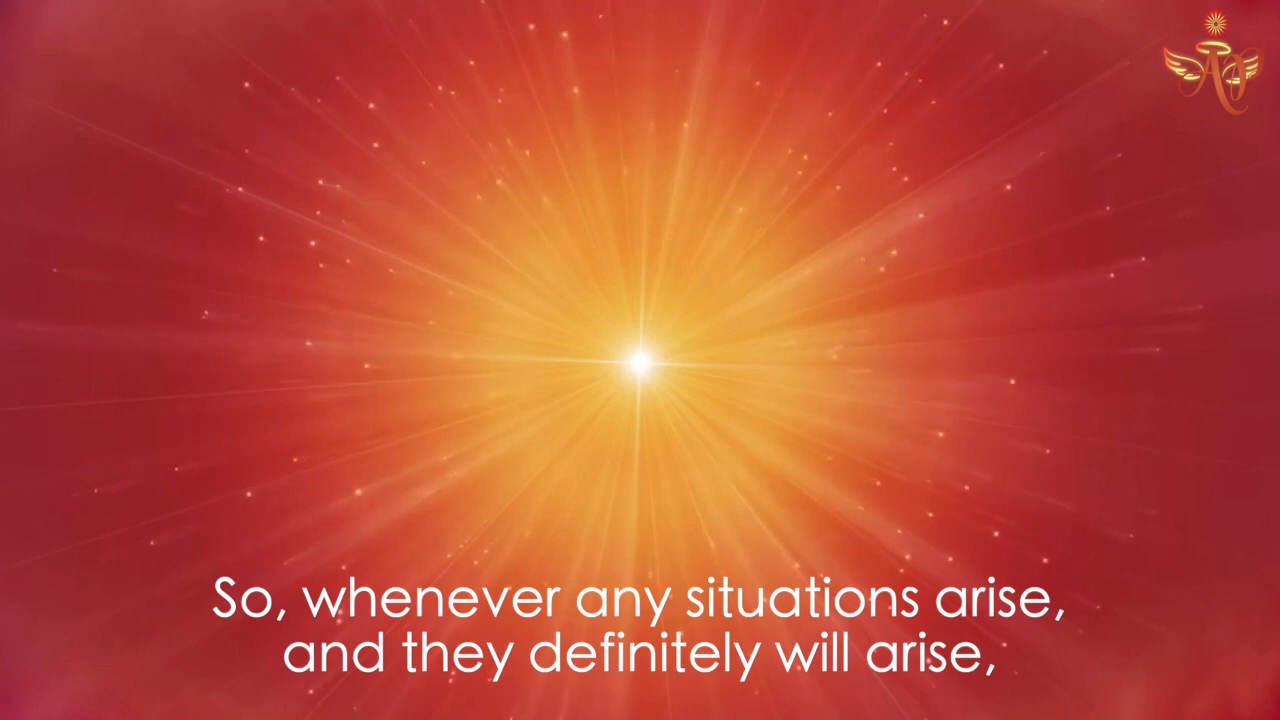 So, whenever any situations arise,
and they definitely will arise,